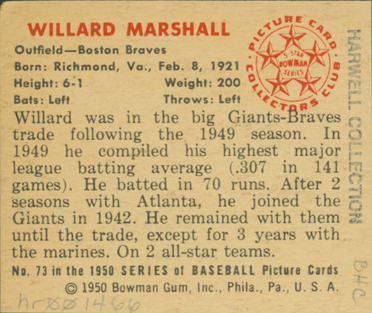 WILLARD MARSHALL
Outfield—Boston Braves
Born: Richmond, Va., Feb. 8, 1921
Height: 6-1 Weight: 200
Bats: Left Throws: Left
PICTURE CARD
COLLECTORS CLUB
5-STAR
BOWMAN
SERIES
Willard was in the big Giants-Braves
trade following the 1949 season. In
1949 he compiled his highest major
league batting average (.307 in 141
games). He batted in 70 runs. After 2
seasons with Atlanta, he joined the
Giants in 1942. He remained with them
until the trade, except for 3 years with
the marines. On 2 all-star teams.
No. 73 in the 1950 SERIES of BASEBALL Picture Cards
© 1950 Bowman Gum, Inc., Phila., Pa., U. S. A.
HARWELL COLLECTION
BHC